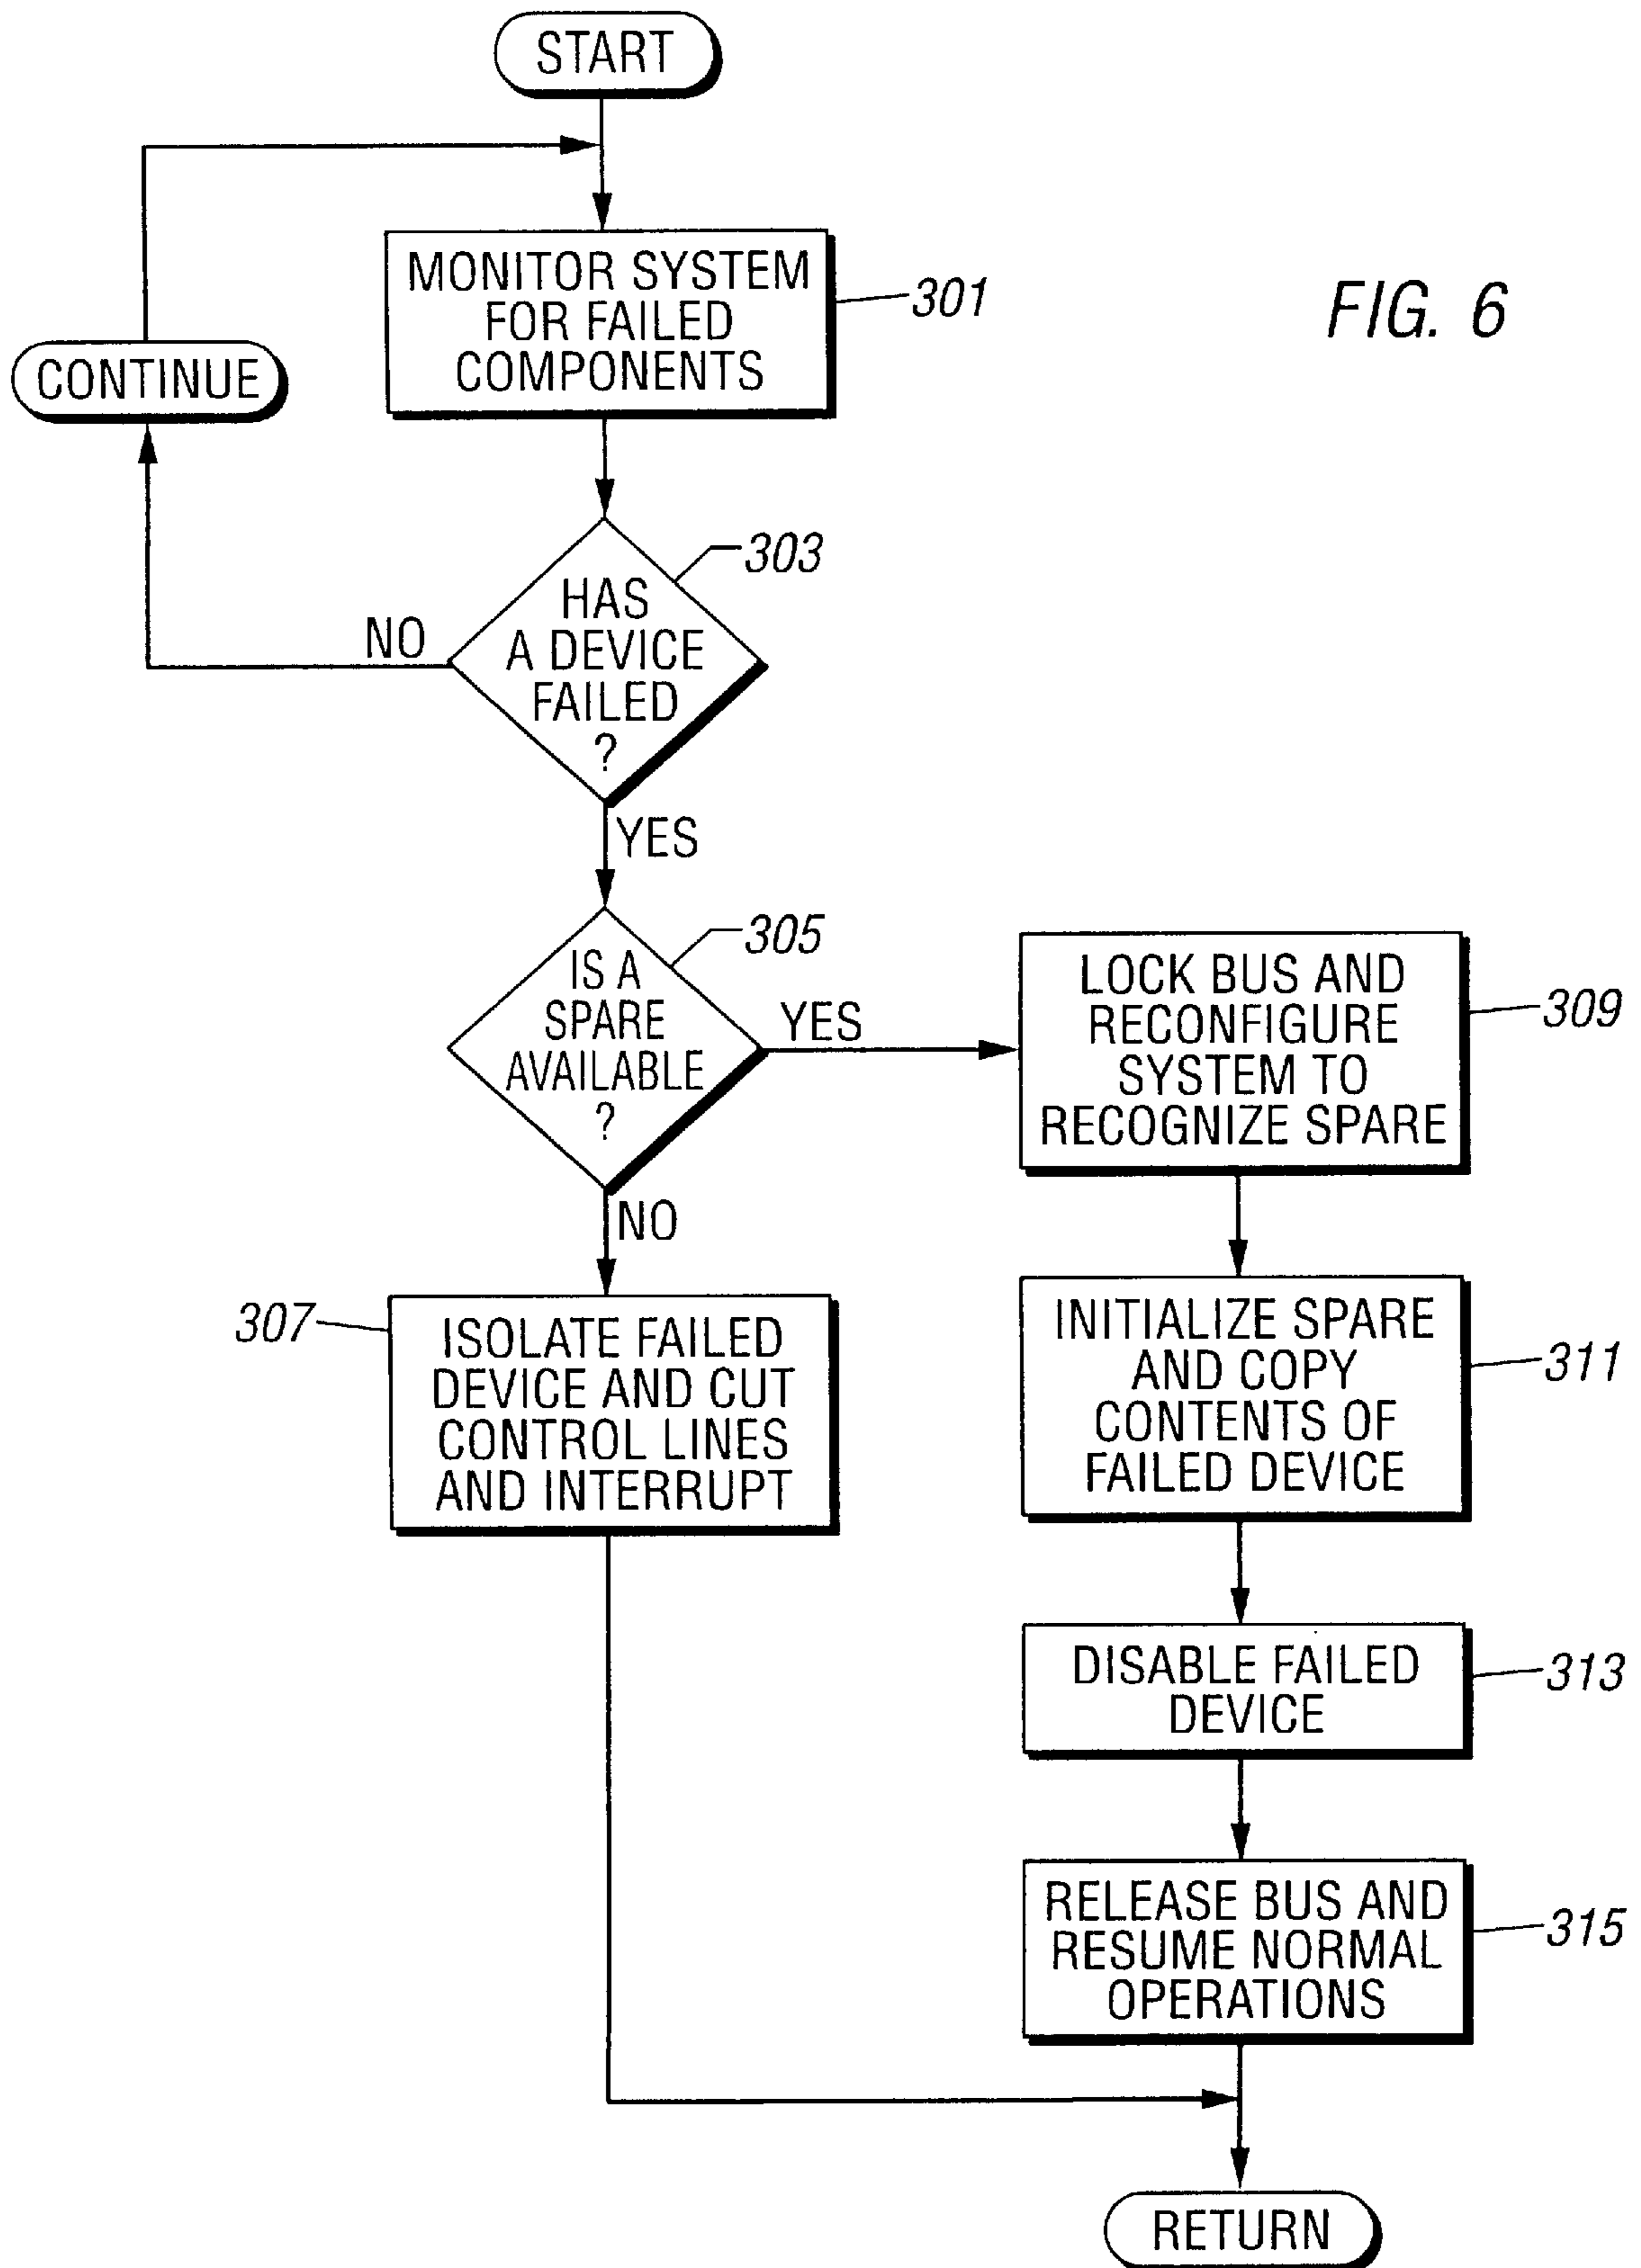 START
MONITOR SYSTEM
FOR FAILED
COMPONENTS
301
FIG. 6
CONTINUE
303
HAS
A DEVICE
FAILED
?
NO
YES
305
IS A
SPARE
AVAILABLE
?
YES
NO
LOCK BUS AND
RECONFIGURE
SYSTEM TO
RECOGNIZE SPARE
309
307
ISOLATE FAILED
DEVICE AND CUT
CONTROL LINES
AND INTERRUPT
INITIALIZE SPARE
AND COPY
CONTENTS OF
FAILED DEVICE
311
DISABLE FAILED
DEVICE
313
RELEASE BUS AND
RESUME NORMAL
OPERATIONS
315
RETURN